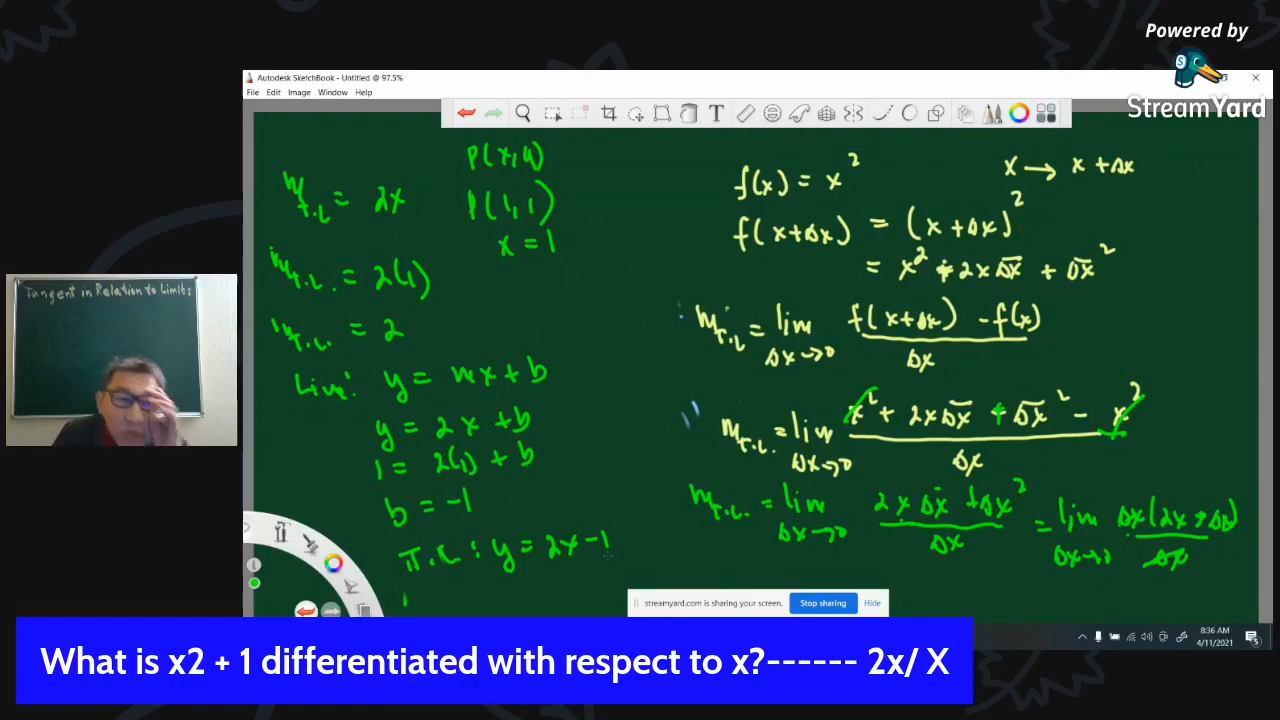 Powered by
StreamYard
Autodesk SketchBook - Untitled @ 97.5%
File Edit Image Window Help
Tangent in Relation to Limits
P(x,y)
m_T.L = 2x
P(1,1)
x = 1
m_T.L. = 2(1)
m_T.L. = 2
Line: y = mx + b
y = 2x + b
1 = 2(1) + b
b = -1
T.L : y = 2x - 1
f(x) = x²
x → x + Δx
f(x+Δx) = (x + Δx)²
= x² + 2xΔx + Δx²
m_T.L = lim Δx→0 f(x+Δx) - f(x) / Δx
m_T.L. = lim Δx→0 x² + 2xΔx + Δx² - x² / Δx
m_T.L. = lim Δx→0 2xΔx + Δx² / Δx = lim Δx→0 Δx(2x + Δx) / Δx
streamyard.com is sharing your screen. Stop sharing Hide
8:36 AM
4/11/2021
What is x2 + 1 differentiated with respect to x?------ 2x/ X